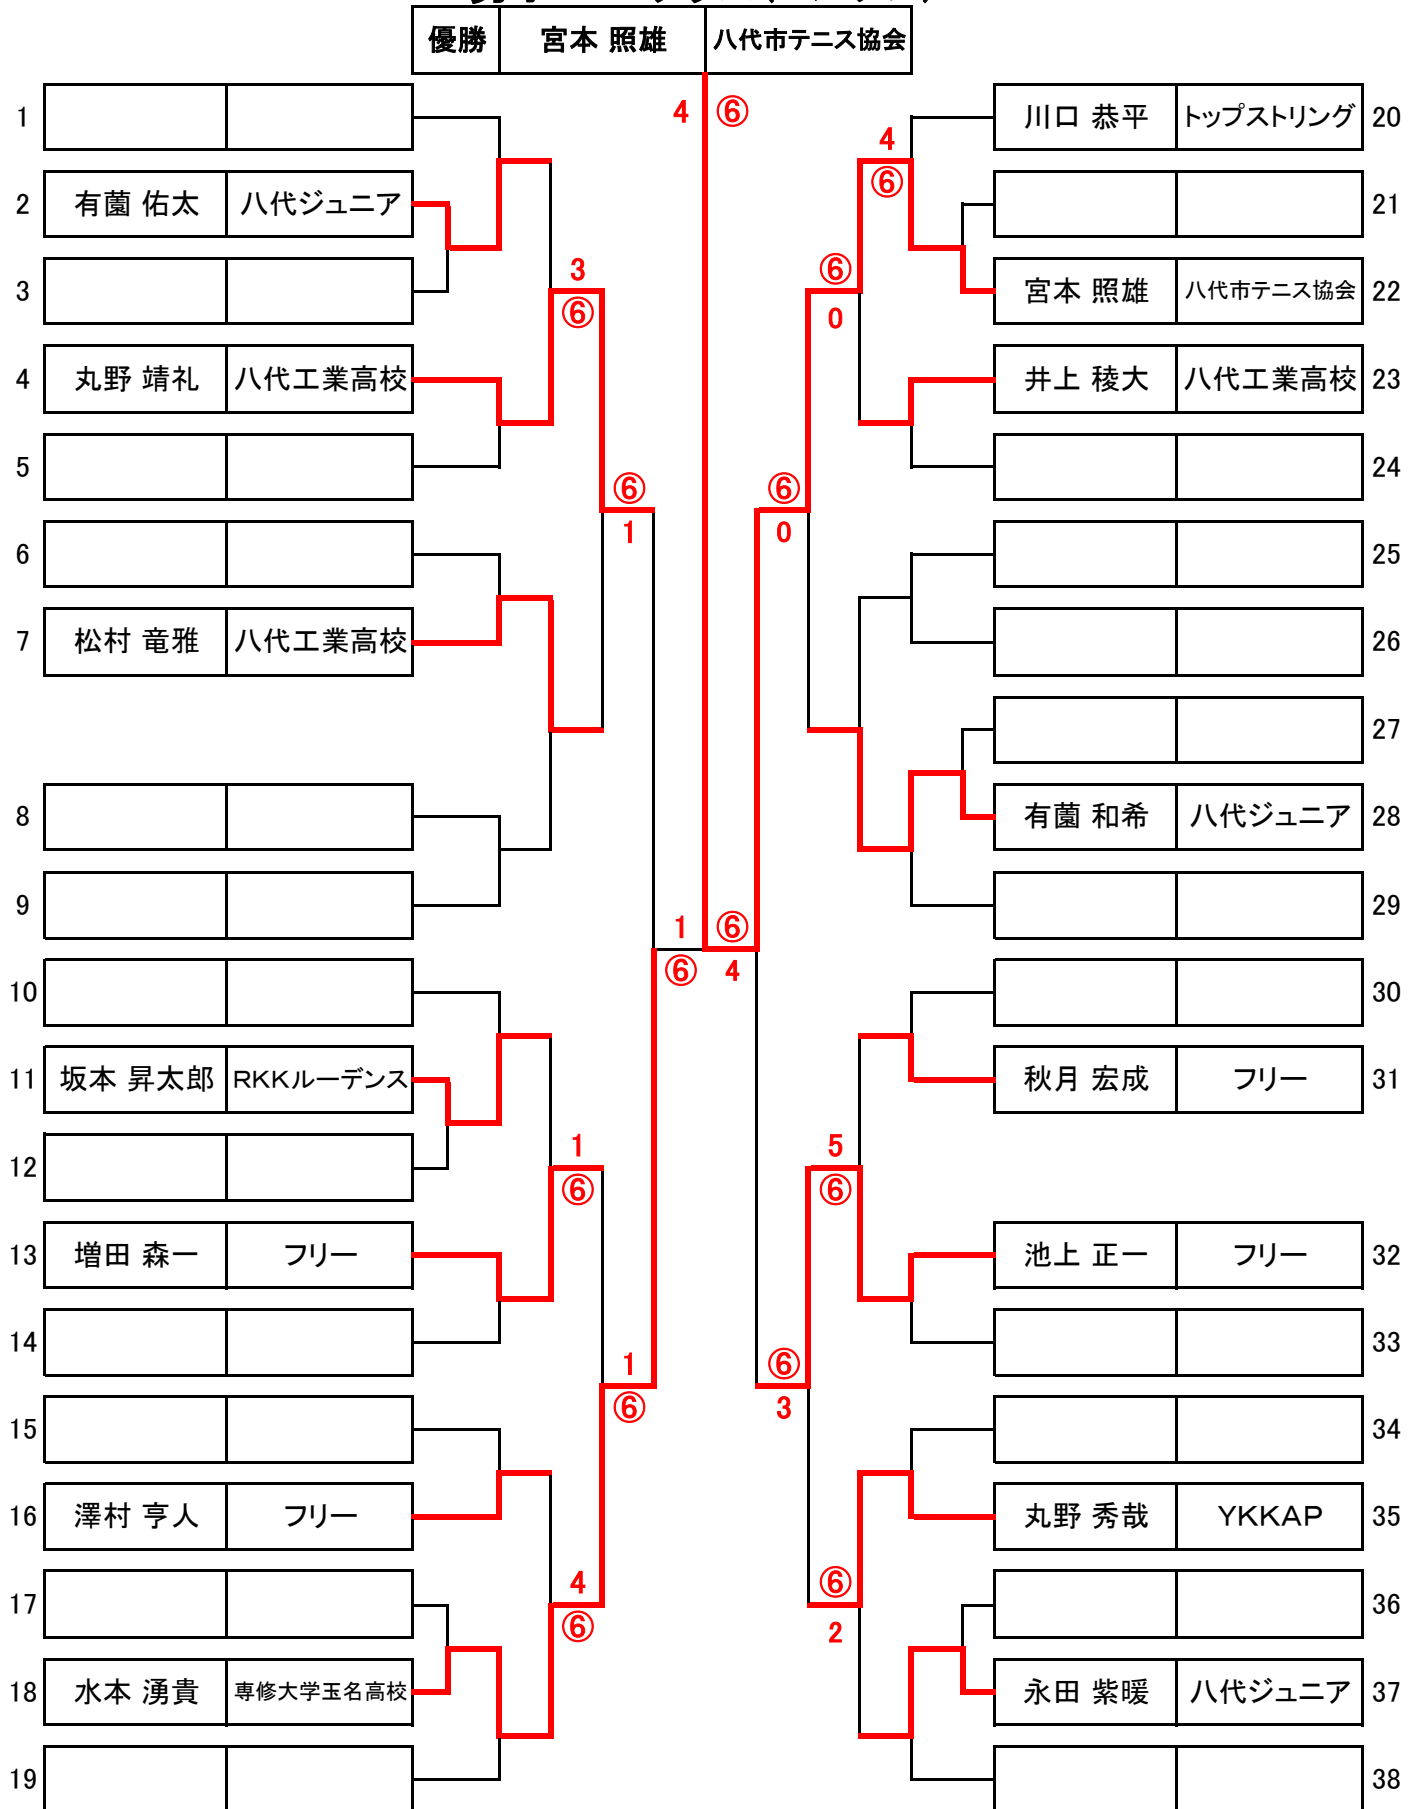 優勝 宮本 照雄 八代市テニス協会
4 ⑥
1 川口 恭平 トップストリング 20
4
⑥
2 有薗 佑太 八代ジュニア 21
3 ⑥
3 宮本 照雄 八代市テニス協会 22
⑥ 0
4 丸野 靖礼 八代工業高校 井上 稜大 八代工業高校 23
5 24
⑥ ⑥
1 0
6 25
7 松村 竜雅 八代工業高校 26
27
8 有薗 和希 八代ジュニア 28
9 29
1 ⑥
⑥ 4
10 30
11 坂本 昇太郎 RKKルーデンス 秋月 宏成 フリー 31
1 5
12
⑥ ⑥
13 増田 森一 フリー 池上 正一 フリー 32
14 33
1 ⑥
⑥ 3
15 34
16 澤村 亨人 フリー 丸野 秀哉 YKKAP 35
4 ⑥
17 36
⑥ 2
18 水本 湧貴 専修大学玉名高校 永田 紫暖 八代ジュニア 37
19 38